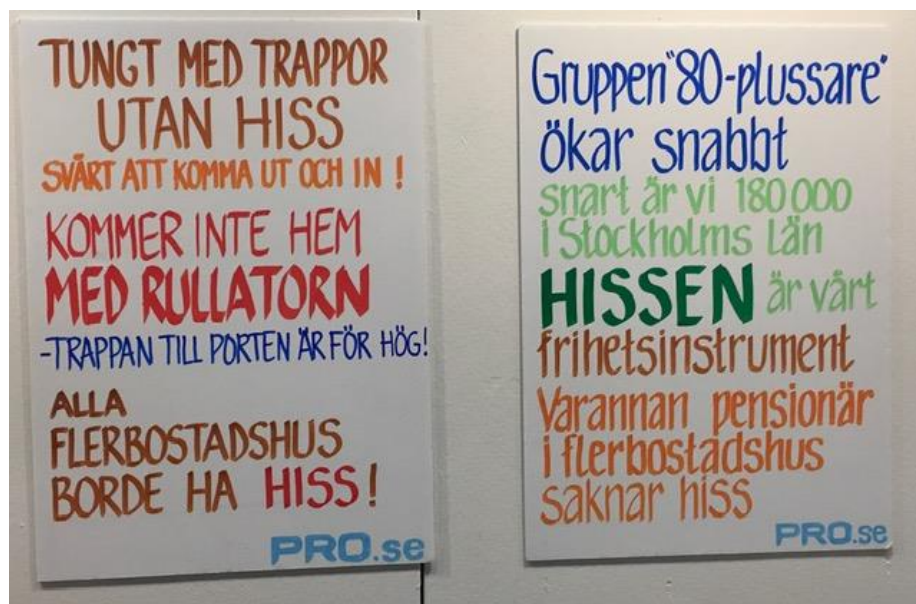 TUNGT MED TRAPPOR
UTAN HISS
SVÅRT ATT KOMMA UT OCH IN !
KOMMER INTE HEM
MED RULLATORN
-TRAPPAN TILL PORTEN ÄR FÖR HÖG!
ALLA
FLERBOSTADSHUS
BORDE HA HISS !
PRO.se
Gruppen "80-plussare"
ökar snabbt
snart är vi 180 000
i Stockholms Län
HISSEN är vårt
frihetsinstrument
Varannan pensionär
i flerbostadshus
saknar hiss
PRO.se